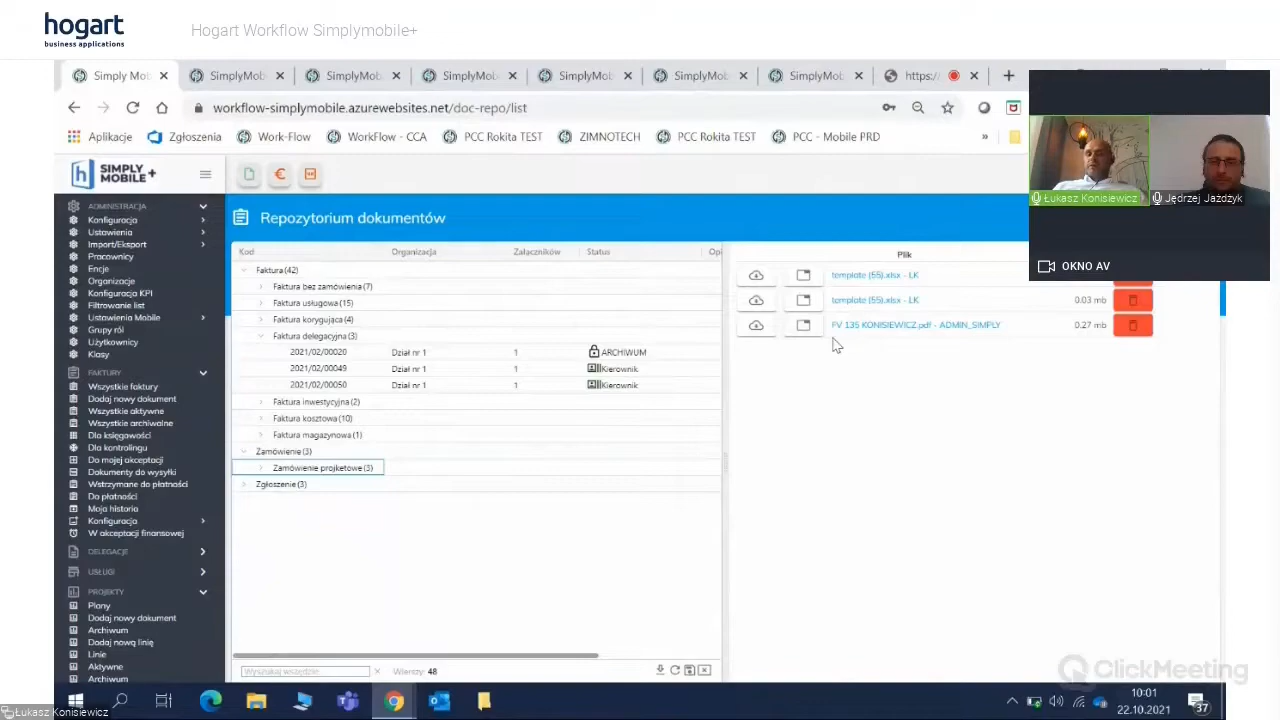 hogart
business applications
Hogart Workflow Simplymobile+
Simply Mobil
SimplyMob
SimplyMob
SimplyMob
SimplyMob
SimplyMob
SimplyMob
https:/
workflow-simplymobile.azurewebsites.net/doc-repo/list
Aplikacje
Zgłoszenia
Work-Flow
WorkFlow - CCA
PCC Rokita TEST
ZIMNOTECH
PCC Rokita TEST
PCC - Mobile PRD
»
Łukasz Konisiewicz
Jędrzej Jażdżyk
OKNO AV
SIMPLY
MOBILE+
ADMINISTRACJA
Konfiguracja
Ustawienia
Import/Eksport
Pracownicy
Encje
Organizacje
Konfiguracja KPI
Filtrowanie list
Ustawienia Mobile
Grupy ról
Użytkownicy
Klasy
FAKTURY
Wszystkie faktury
Dodaj nowy dokument
Wszystkie aktywne
Wszystkie archiwalne
Dla księgowości
Dla kontrolingu
Do mojej akceptacji
Dokumenty do wysyłki
Wstrzymane do płatności
Do płatności
Moja historia
Konfiguracja
W akceptacji finansowej
DELEGACJE
USŁUGI
PROJEKTY
Plany
Dodaj nowy dokument
Archiwum
Dodaj nową linię
Linie
Aktywne
Archiwum
Repozytorium dokumentów
Kod Organizacja Załączników Status Opi
Faktura (42)
Faktura bez zamówienia (7)
Faktura usługowa (15)
Faktura korygująca (4)
Faktura delegacyjna (3)
2021/02/00020 Dział nr 1 1 ARCHIWUM
2021/02/00049 Dział nr 1 1 Kierownik
2021/02/00050 Dział nr 1 1 Kierownik
Faktura inwestycyjna (2)
Faktura kosztowa (10)
Faktura magazynowa (1)
Zamówienie (3)
Zamówienie projketowe (3)
Zgłoszenie (3)
Wyszukaj wszędzie
Wierszy: 48
Plik
template (55).xlsx - LK
template (55).xlsx - LK 0.03 mb
FV 135 KONISIEWICZ.pdf - ADMIN_SIMPLY 0.27 mb
ClickMeeting
10:01
22.10.2021
37
Łukasz Konisiewicz